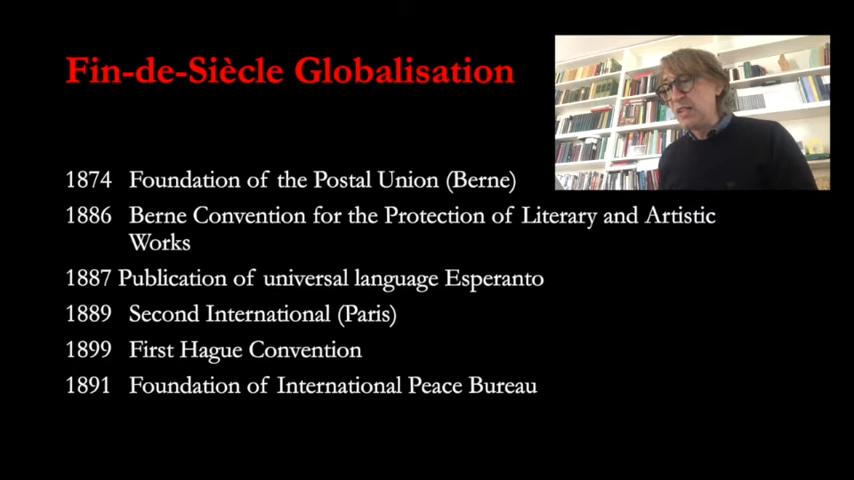 Fin-de-Siècle Globalisation
1874 Foundation of the Postal Union (Berne)
1886 Berne Convention for the Protection of Literary and Artistic
Works
1887 Publication of universal language Esperanto
1889 Second International (Paris)
1899 First Hague Convention
1891 Foundation of International Peace Bureau